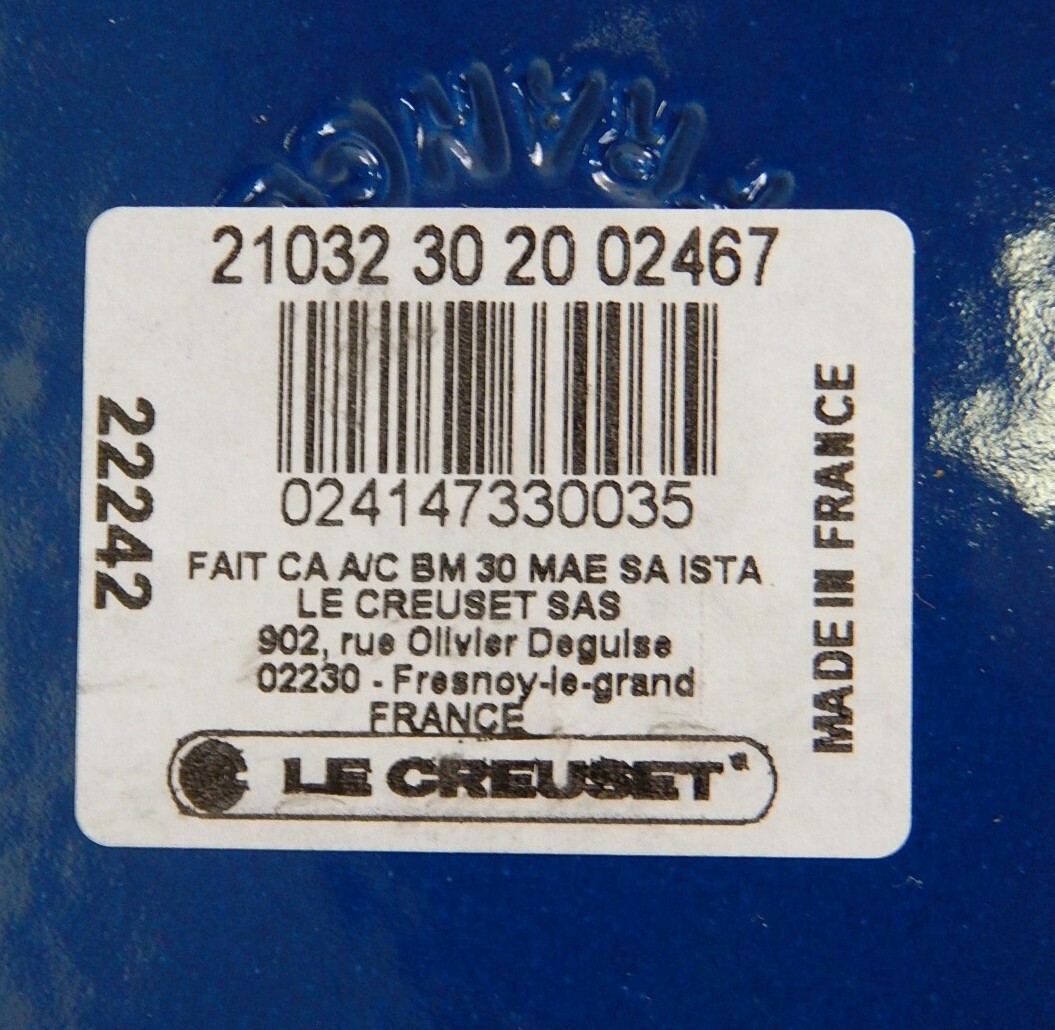 FRANC
21032 30 20 02467
024147330035
22242
MADE IN FRANCE
FAIT CA A/C BM 30 MAE SA ISTA
LE CREUSET SAS
902, rue Olivier Deguise
02230 - Fresnoy-le-grand
FRANCE
LE CREUSET